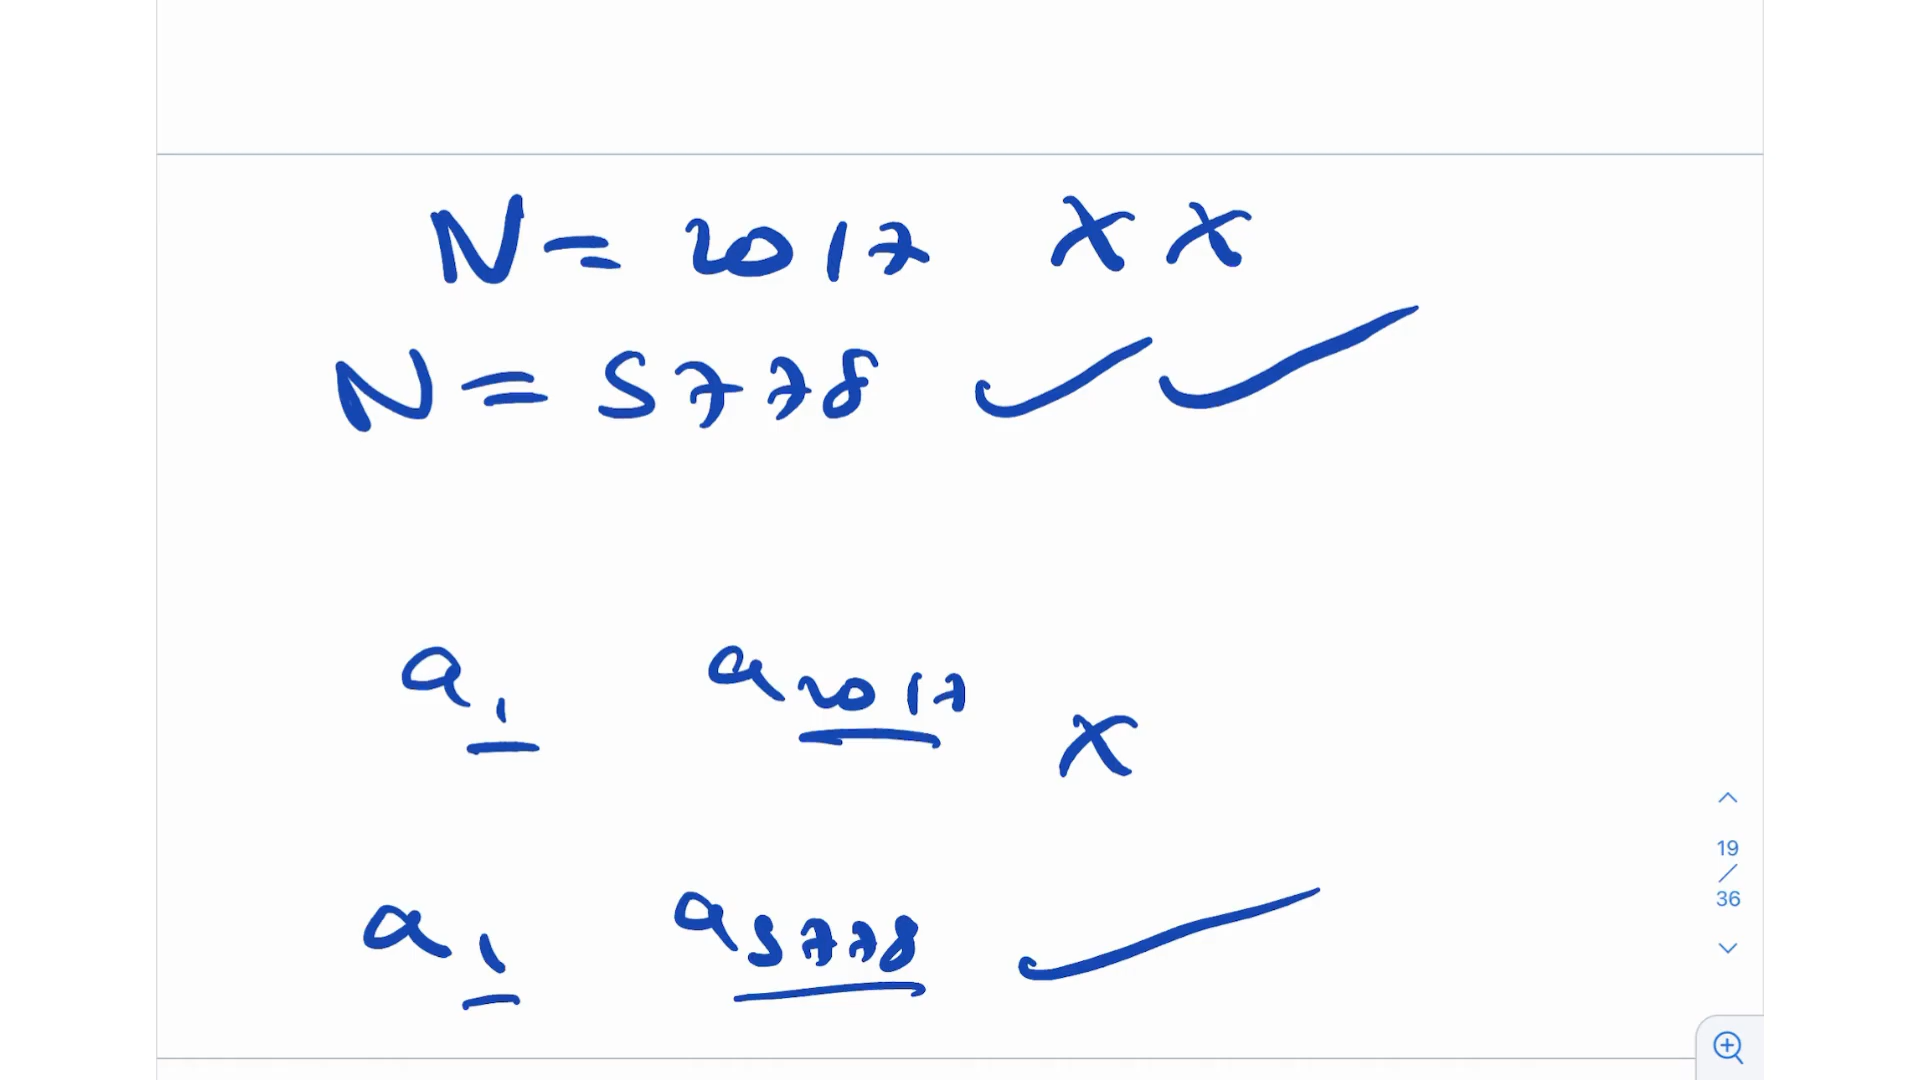 N = 2017 X X
N = 5778 ✓ ✓
a₁ a₂₀₁₇ X
a₁ a₅₇₇₈ ✓
19
/
36